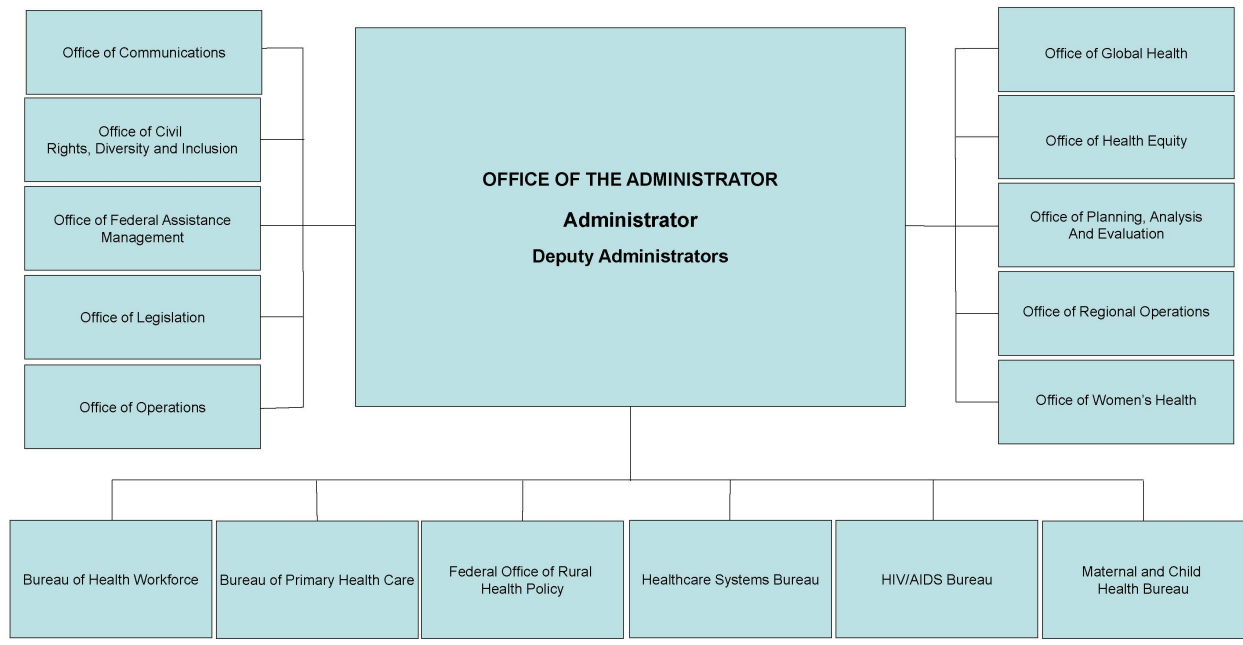 Office of Communications
Office of Civil
Rights, Diversity and Inclusion
Office of Federal Assistance
Management
Office of Legislation
Office of Operations
OFFICE OF THE ADMINISTRATOR
Administrator
Deputy Administrators
Office of Global Health
Office of Health Equity
Office of Planning, Analysis
And Evaluation
Office of Regional Operations
Office of Women’s Health
Bureau of Health Workforce
Bureau of Primary Health Care
Federal Office of Rural
Health Policy
Healthcare Systems Bureau
HIV/AIDS Bureau
Maternal and Child
Health Bureau